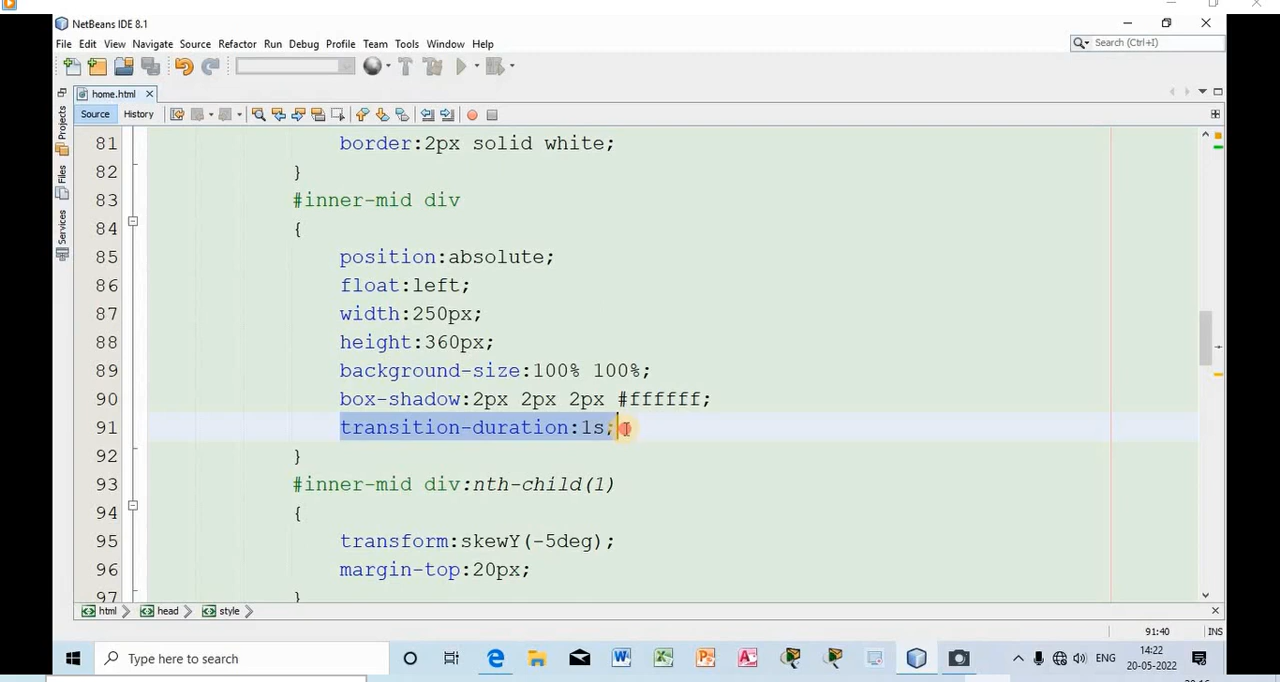 NetBeans IDE 8.1
File Edit View Navigate Source Refactor Run Debug Profile Team Tools Window Help
Search (Ctrl+I)
home.html
Source History
Projects
Files
Services
81 border:2px solid white;
82 }
83 #inner-mid div
84 {
85 position:absolute;
86 float:left;
87 width:250px;
88 height:360px;
89 background-size:100% 100%;
90 box-shadow:2px 2px 2px #ffffff;
91 transition-duration:1s;
92 }
93 #inner-mid div:nth-child(1)
94 {
95 transform:skewY(-5deg);
96 margin-top:20px;
97 }
html head style
91:40 INS
Type here to search
ENG
14:22
20-05-2022